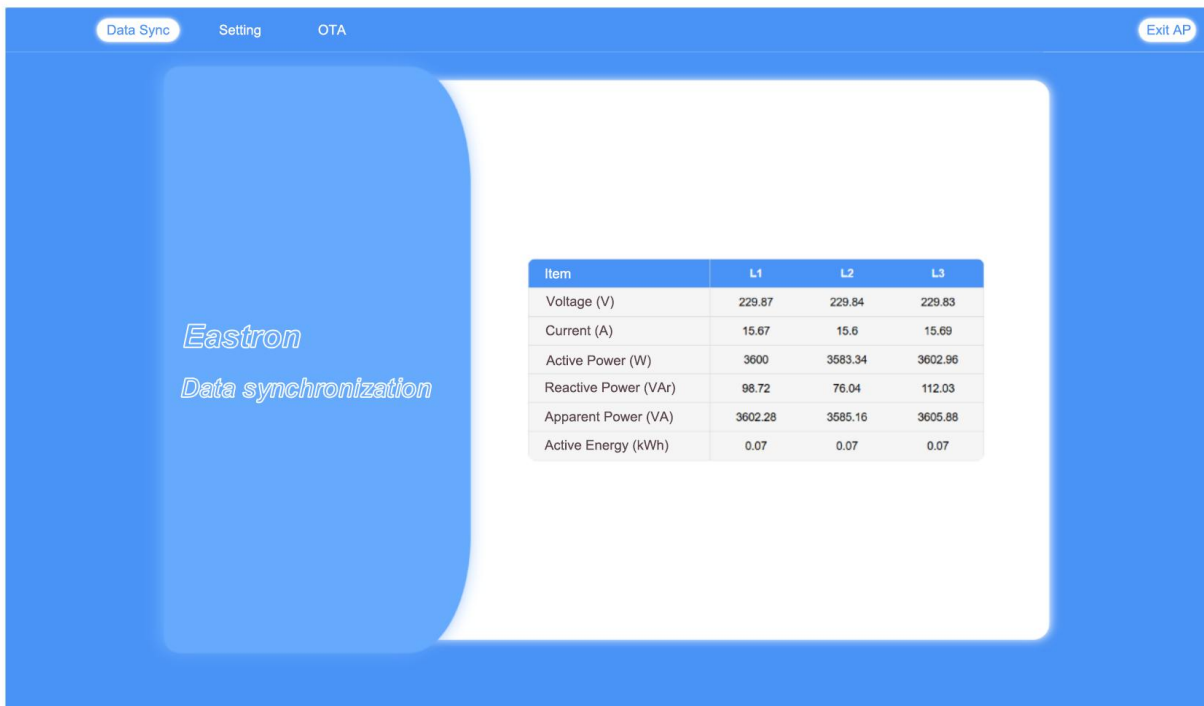 Data Sync Setting OTA Exit AP
Eastron
Data synchronization
Item L1 L2 L3
Voltage (V) 229.87 229.84 229.83
Current (A) 15.67 15.6 15.69
Active Power (W) 3600 3583.34 3602.96
Reactive Power (VAr) 98.72 76.04 112.03
Apparent Power (VA) 3602.28 3585.16 3605.88
Active Energy (kWh) 0.07 0.07 0.07